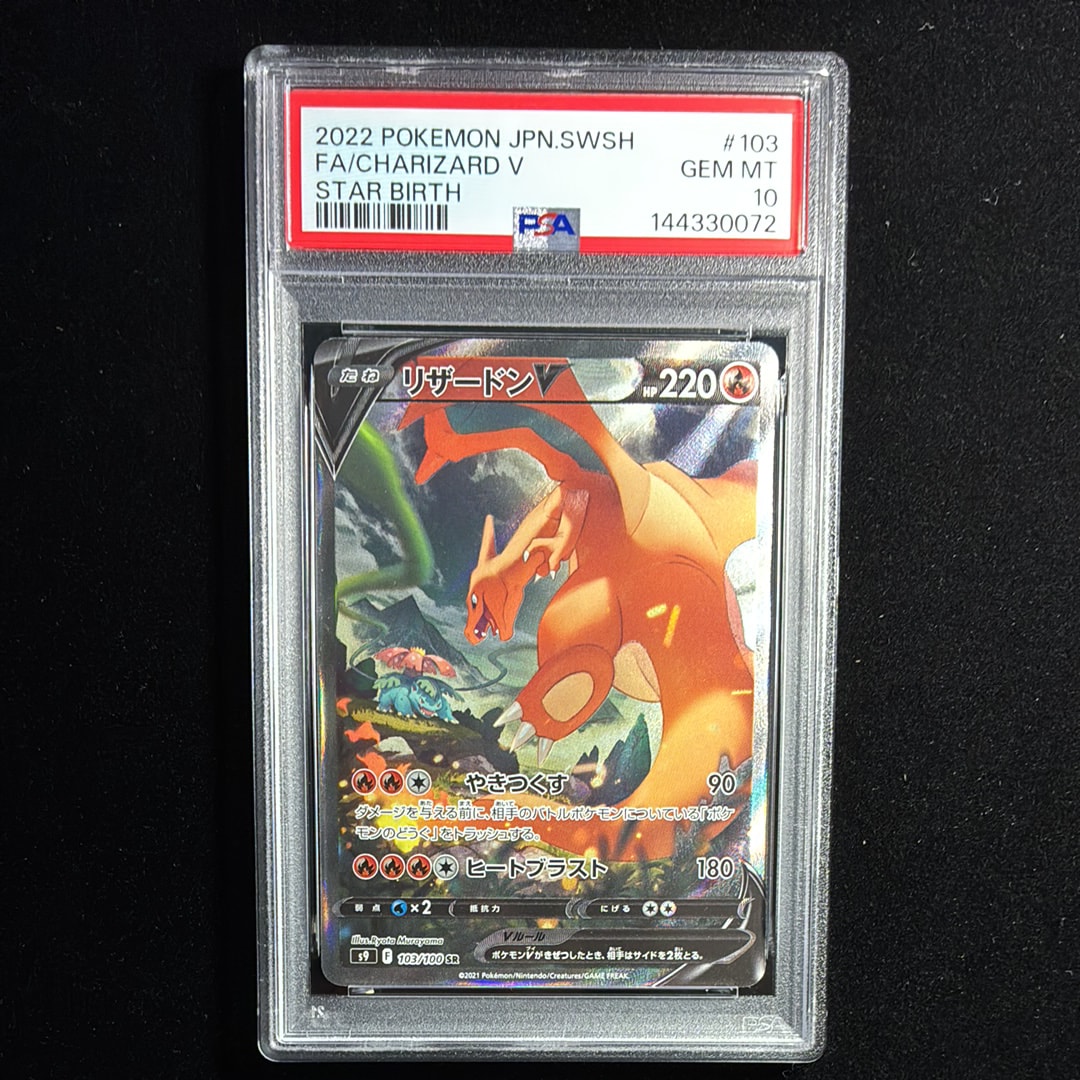 2022 POKEMON JPN.SWSH #103
FA/CHARIZARD V GEM MT
STAR BIRTH 10
PSA 144330072
たね リザードンV HP 220
やきつくす 90
ダメージを与える前に、相手のバトルポケモンについている「ポケ
モンのどうぐ」をトラッシュする。
ヒートブラスト 180
弱点 ×2 抵抗力 にげる
Illus. Ryota Murayama
Vルール
ポケモンVがきぜつしたとき、相手はサイドを2枚とる。
s9 F 103/100 SR
©2021 Pokémon/Nintendo/Creatures/GAME FREAK.